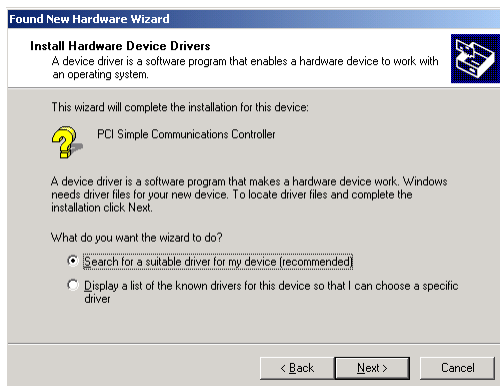 Found New Hardware Wizard
Install Hardware Device Drivers
A device driver is a software program that enables a hardware device to work with
an operating system.
This wizard will complete the installation for this device:
PCI Simple Communications Controller
A device driver is a software program that makes a hardware device work. Windows
needs driver files for your new device. To locate driver files and complete the
installation click Next.
What do you want the wizard to do?
Search for a suitable driver for my device (recommended)
Display a list of the known drivers for this device so that I can choose a specific
driver
< Back Next > Cancel